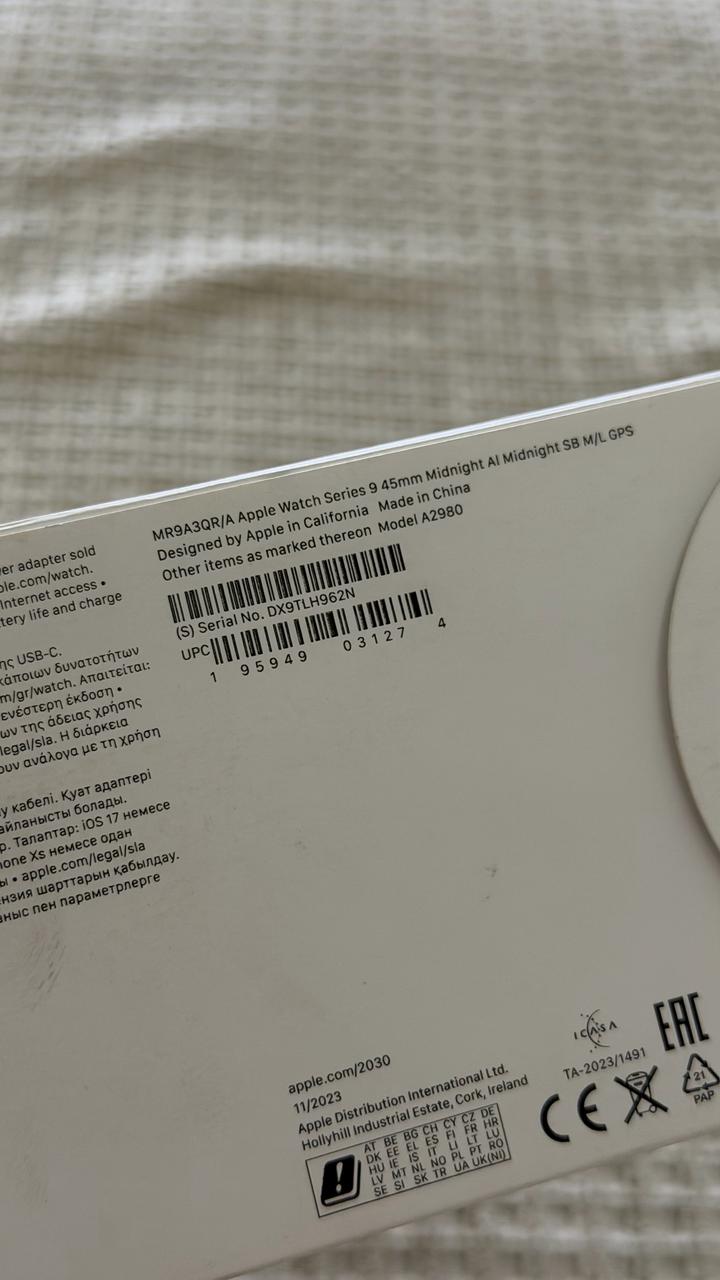 MR9A3QR/A Apple Watch Series 9 45mm Midnight Al Midnight SB M/L GPS
Designed by Apple in California Made in China
Other items as marked thereon Model A2980
(S) Serial No. DX9TLH962N
UPC
1 95949 03127 4
er adapter sold
ple.com/watch.
Internet access •
tery life and charge
ης USB-C.
κάποιων δυνατοτήτων
m/gr/watch. Απαιτείται:
ενέστερη έκδοση •
ων της άδειας χρήσης
legal/sla. Η διάρκεια
ουν ανάλογα με τη χρήση
у кабелі. Қуат адаптері
айланысты болады.
р. Талаптар: iOS 17 немесе
hone Xs немесе одан
ы • apple.com/legal/sla
нзия шарттарын қабылдау.
ныс пен параметрлерге
apple.com/2030
11/2023
Apple Distribution International Ltd.
Hollyhill Industrial Estate, Cork, Ireland
AT BE BG CH CY CZ DE
DK EE EL ES FI FR HR
HU IE IS IT LI LT LU
LV MT NL NO PL PT RO
SE SI SK TR UA UK(NI)
ICASA
TA-2023/1491
EAC
CE
21
PAP